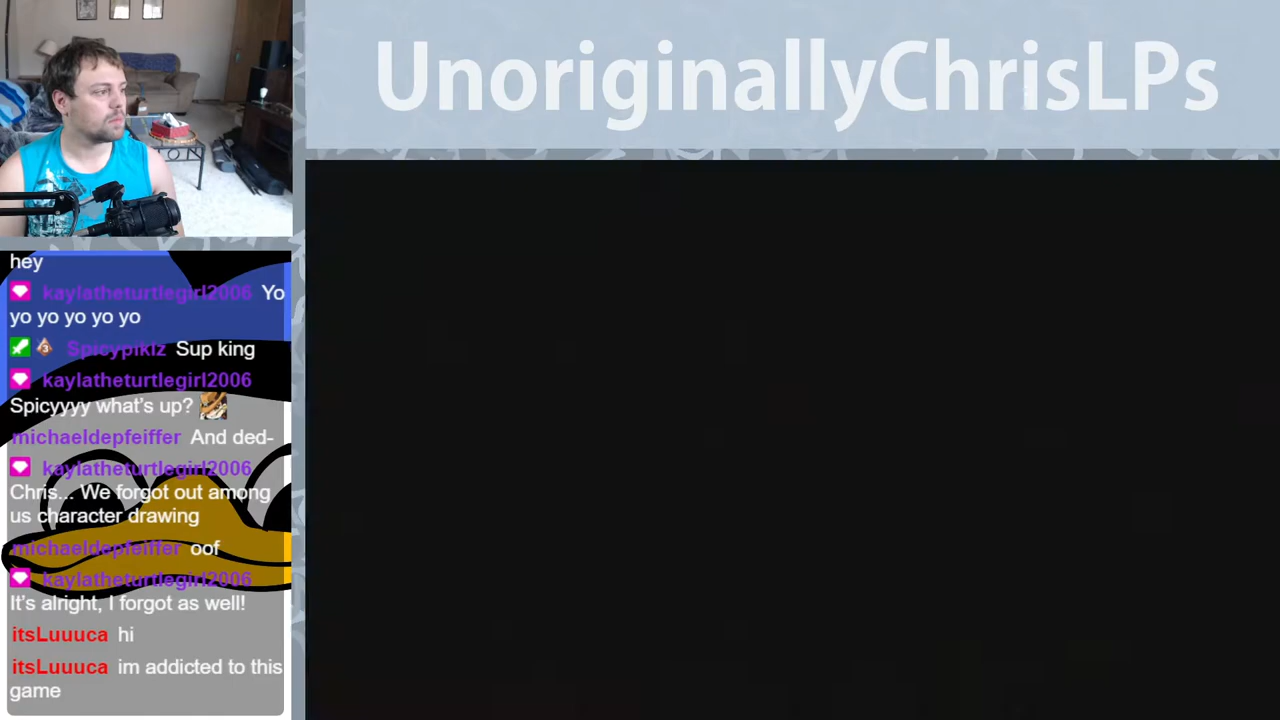 UnoriginallyChrisLPs
hey
kaylatheturtlegirl2006 Yo
yo yo yo yo yo
3 Spicypiklz Sup king
kaylatheturtlegirl2006
Spicyyyy what's up?
michaeldepfeiffer And ded-
kaylatheturtlegirl2006
Chris... We forgot out among
us character drawing
michaeldepfeiffer oof
kaylatheturtlegirl2006
It's alright, I forgot as well!
itsLuuuca hi
itsLuuuca im addicted to this
game